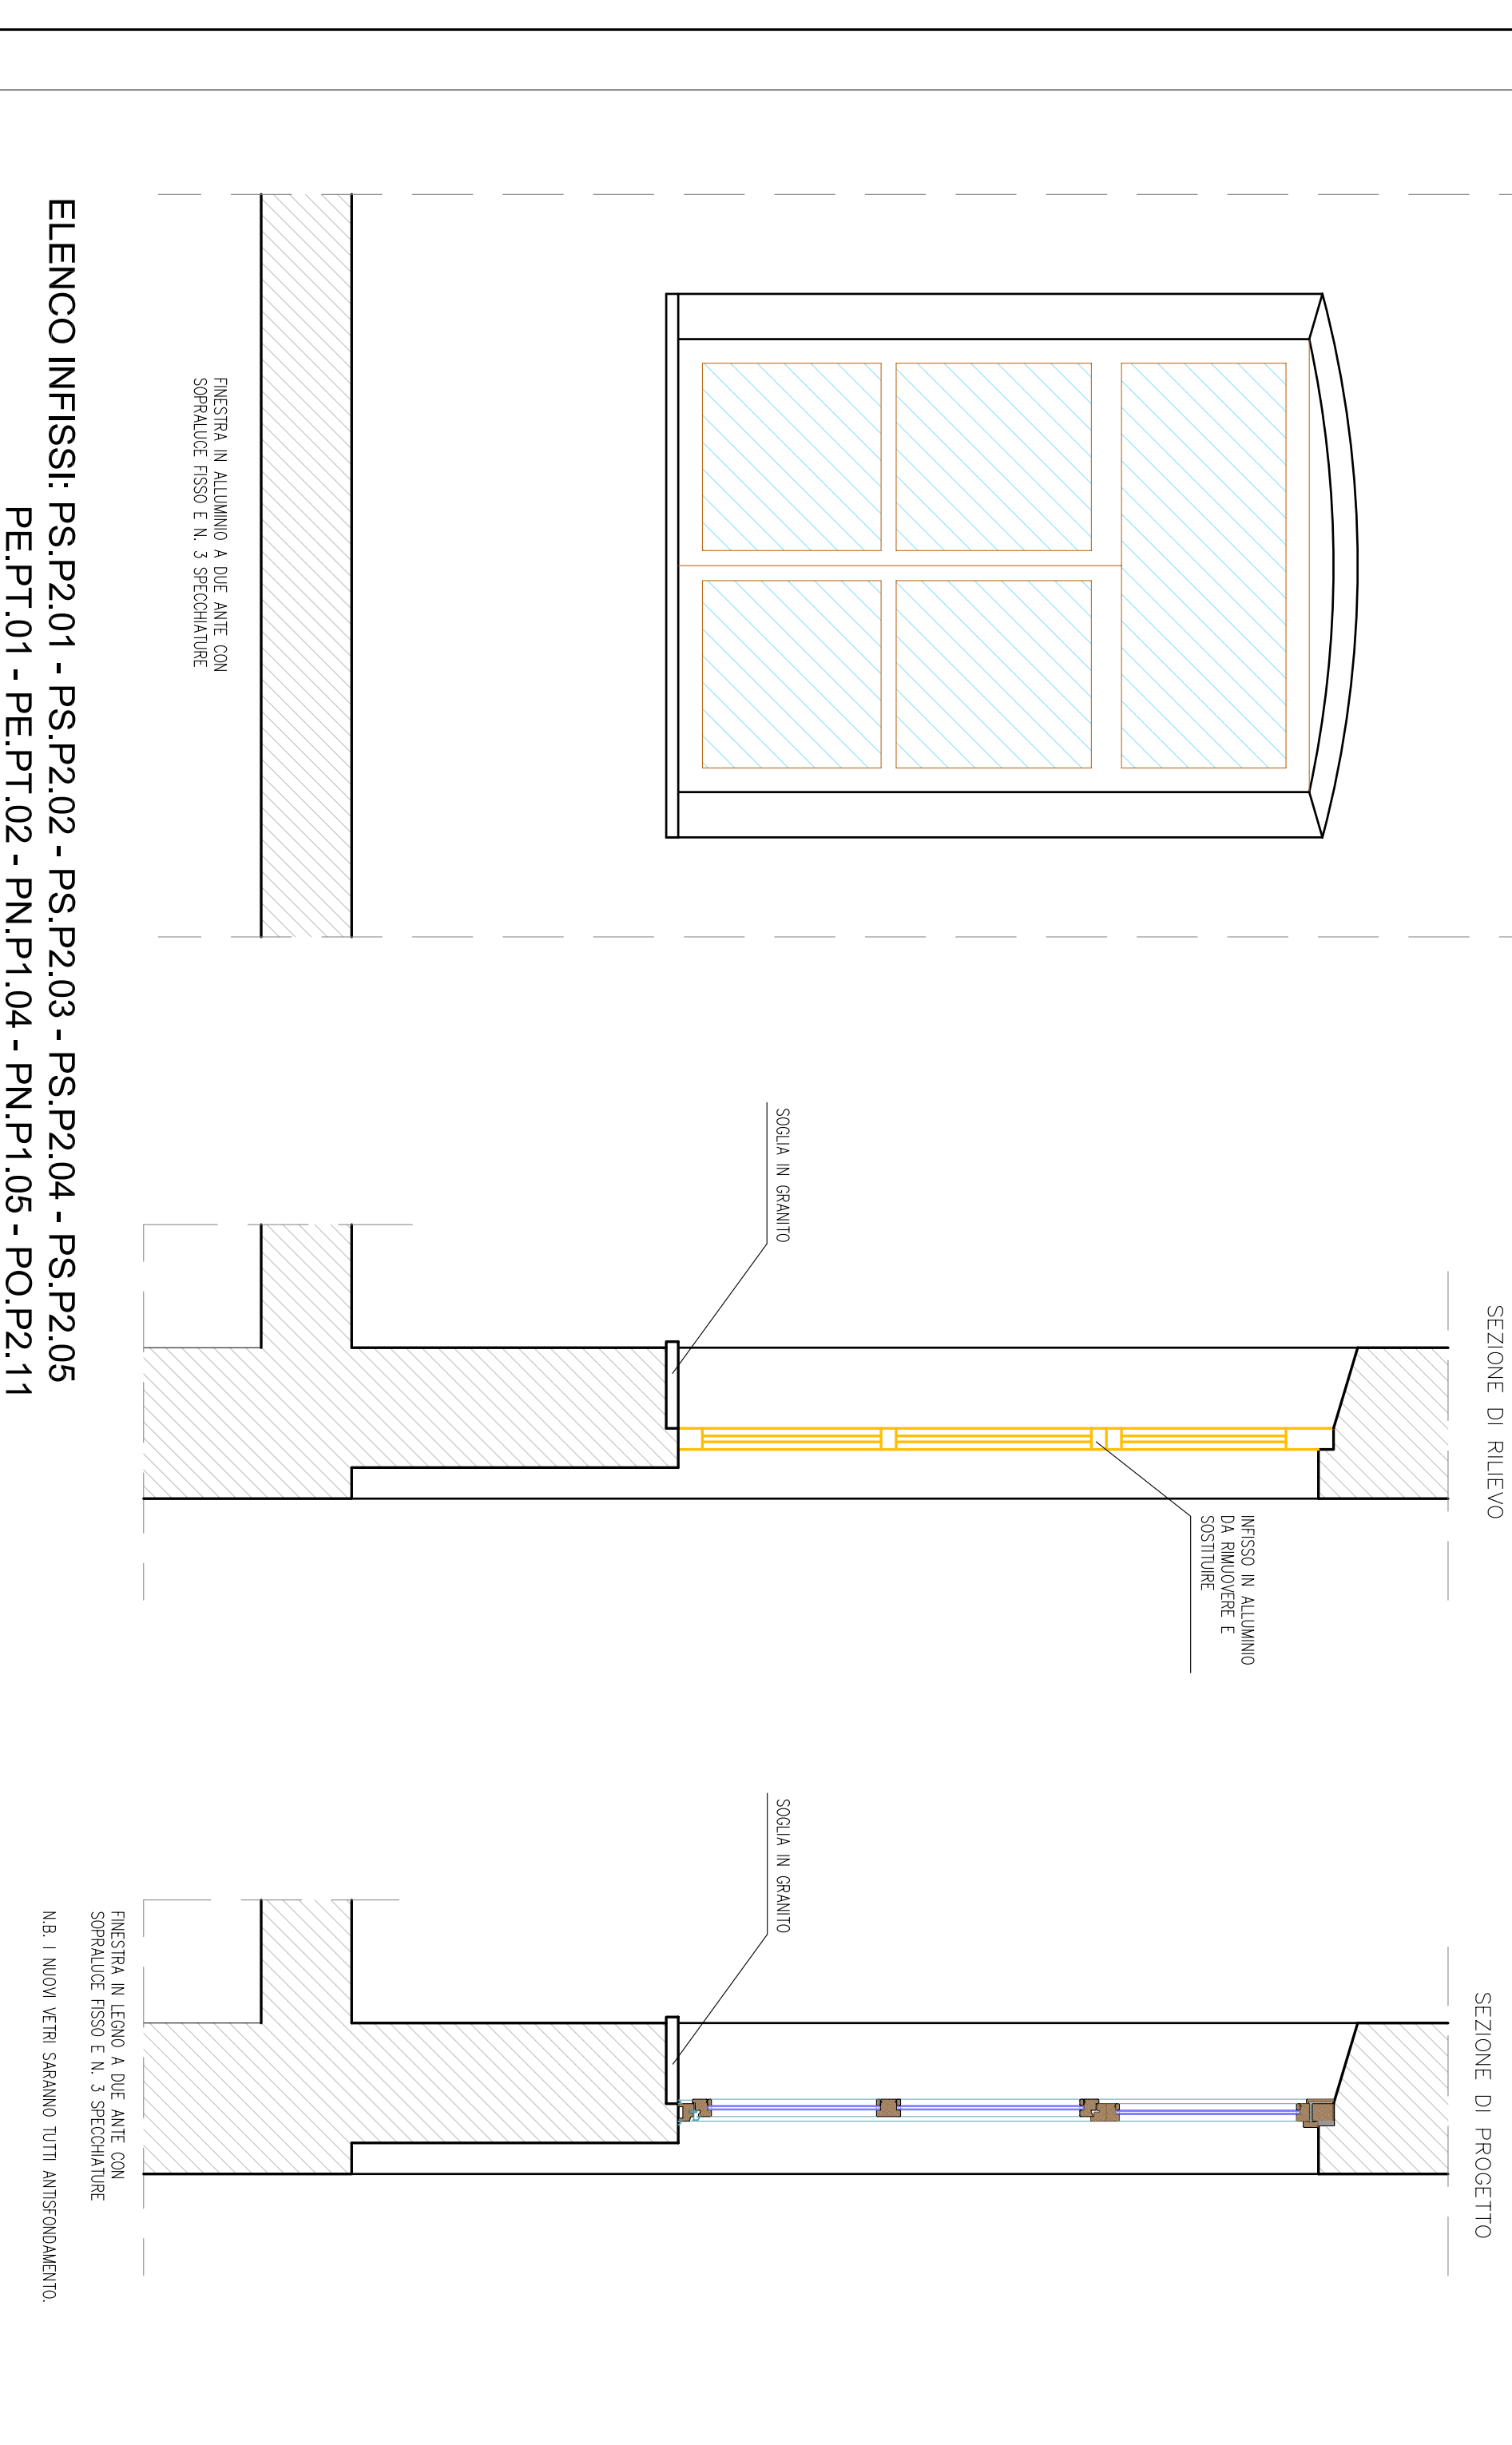 SEZIONE DI RILIEVO
SEZIONE DI PROGETTO
INFISSO IN ALLUMINIO
DA RIMUOVERE E
SOSTITUIRE
SOGLIA IN GRANITO
SOGLIA IN GRANITO
FINESTRA IN ALLUMINIO A DUE ANTE CON
SOPRALUCE FISSO E N. 3 SPECCHIATURE
FINESTRA IN LEGNO A DUE ANTE CON
SOPRALUCE FISSO E N. 3 SPECCHIATURE
N.B. I NUOVI VETRI SARANNO TUTTI ANTISFONDAMENTO.
ELENCO INFISSI: PS.P2.01 - PS.P2.02 - PS.P2.03 - PS.P2.04 - PS.P2.05
PE.PT.01 - PE.PT.02 - PN.P1.04 - PN.P1.05 - PO.P2.11